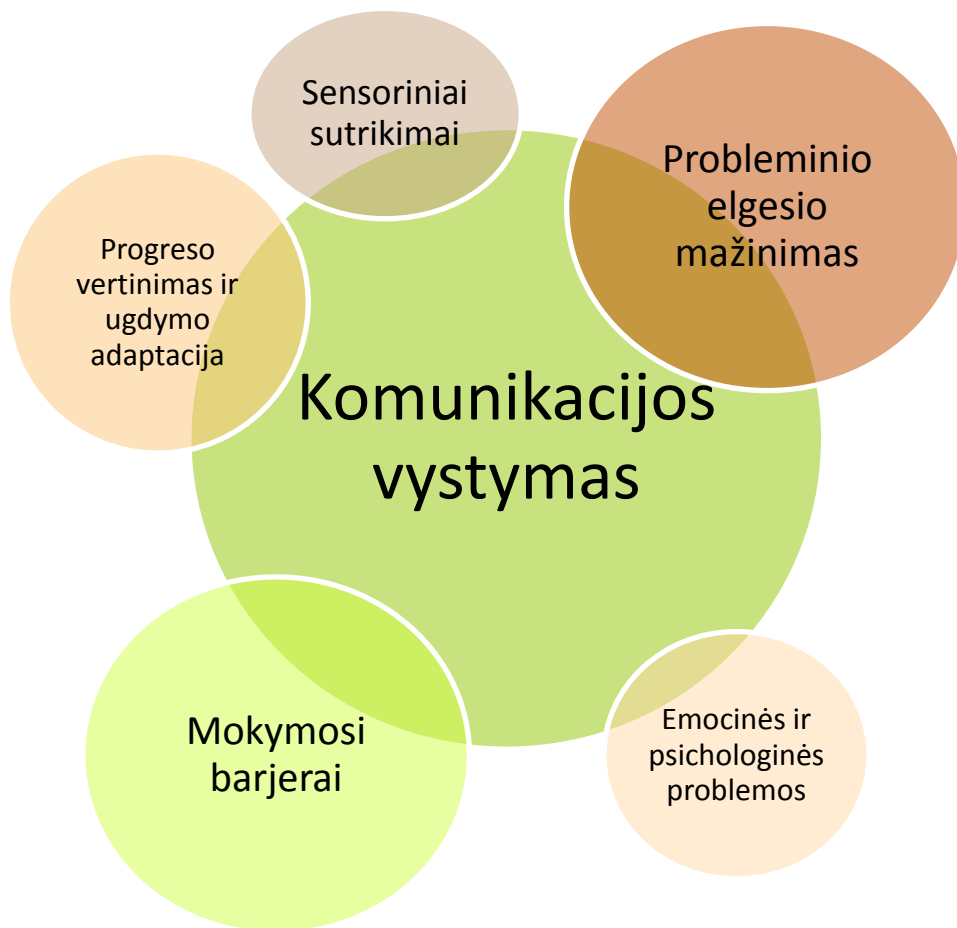 Sensoriniai
sutrikimai
Probleminio
elgesio
mažinimas
Progreso
vertinimas ir
ugdymo
adaptacija
Komunikacijos
vystymas
Mokymosi
barjerai
Emocinės ir
psichologinės
problemos